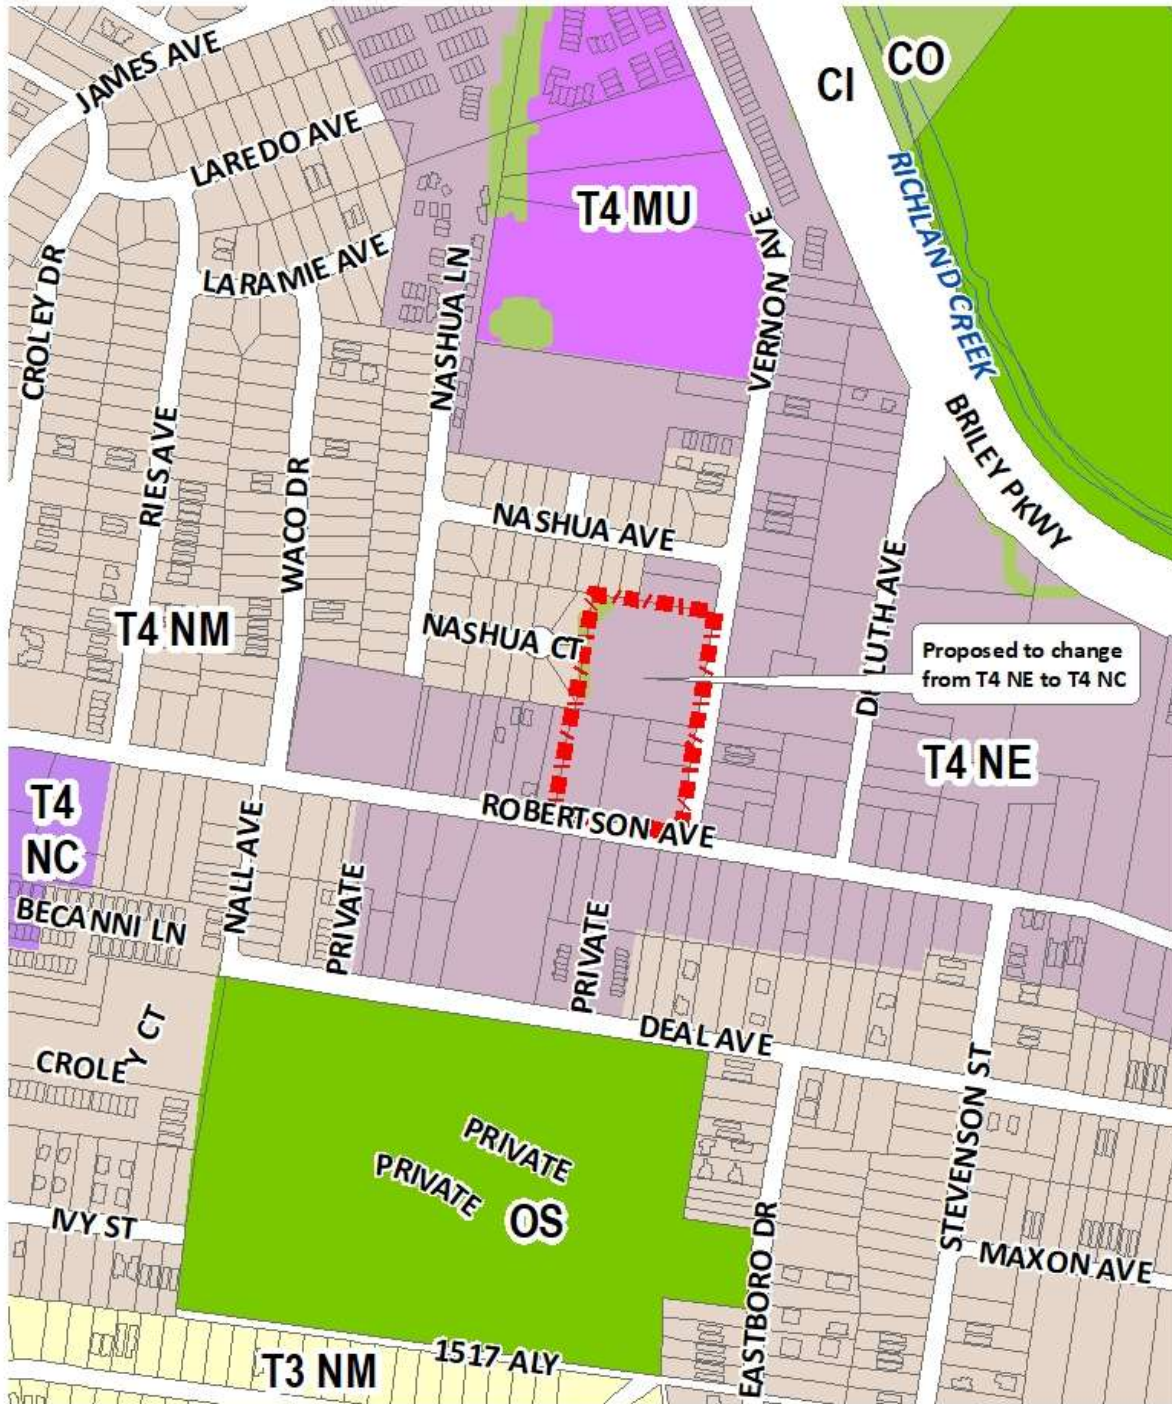 JAMES AVE
CI
CO
LAREDO AVE
T4 MU
RICHLAND CREEK
CROLEY DR
LARAMIE AVE
NASHUA LN
VERNON AVE
BRILEY PKWY
RIES AVE
WACO DR
NASHUA AVE
DULUTH AVE
T4 NM
NASHUA CT
Proposed to change
from T4 NE to T4 NC
T4 NE
T4
NC
ROBERTSON AVE
NALL AVE
PRIVATE
PRIVATE
BECANNI LN
DEAL AVE
CROLEY CT
STEVENSON ST
PRIVATE
PRIVATE
OS
IVY ST
EASTBORO DR
MAXON AVE
1517 ALY
T3 NM